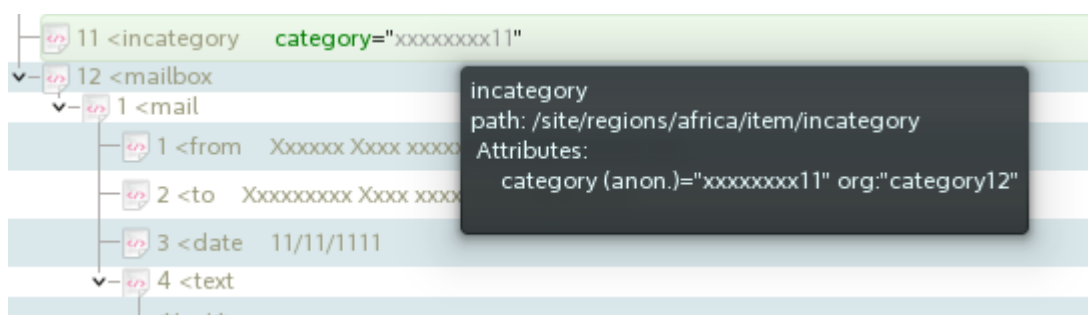 11 <incategory category="xxxxxxxx11"
12 <mailbox
incategory
path: /site/regions/africa/item/incategory
Attributes:
category (anon.)="xxxxxxxx11" org:"category12"
1 <mail
1 <from Xxxxxx Xxxx xxxxx
2 <to Xxxxxxxxx Xxxx xxxx
3 <date 11/11/1111
4 <text